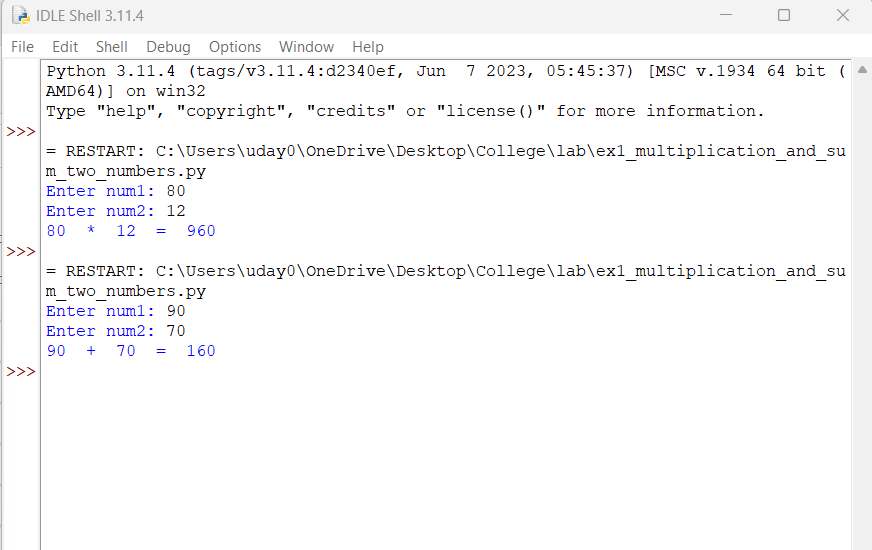 IDLE Shell 3.11.4
File Edit Shell Debug Options Window Help
Python 3.11.4 (tags/v3.11.4:d2340ef, Jun  7 2023, 05:45:37) [MSC v.1934 64 bit (
AMD64)] on win32
Type "help", "copyright", "credits" or "license()" for more information.
>>>
= RESTART: C:\Users\uday0\OneDrive\Desktop\College\lab\ex1_multiplication_and_su
m_two_numbers.py
Enter num1: 80
Enter num2: 12
80  *  12  =  960
>>>
= RESTART: C:\Users\uday0\OneDrive\Desktop\College\lab\ex1_multiplication_and_su
m_two_numbers.py
Enter num1: 90
Enter num2: 70
90  +  70  =  160
>>>